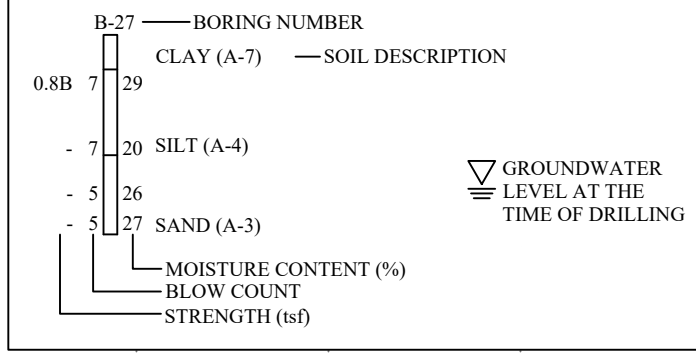 B-27 BORING NUMBER
CLAY (A-7) SOIL DESCRIPTION
0.8B 7 29
- 7 20 SILT (A-4)
GROUNDWATER
LEVEL AT THE
TIME OF DRILLING
- 5 26
- 5 27 SAND (A-3)
MOISTURE CONTENT (%)
BLOW COUNT
STRENGTH (tsf)